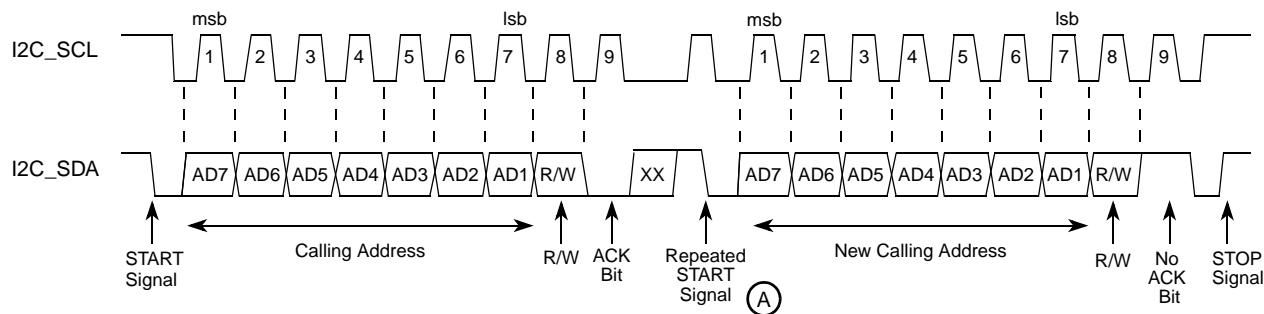 msb lsb msb lsb
I2C_SCL 1 2 3 4 5 6 7 8 9 1 2 3 4 5 6 7 8 9
I2C_SDA AD7 AD6 AD5 AD4 AD3 AD2 AD1 R/W XX AD7 AD6 AD5 AD4 AD3 AD2 AD1 R/W
START
Signal
Calling Address
R/W
ACK
Bit
Repeated
START
Signal
A
New Calling Address
R/W
No
ACK
Bit
STOP
Signal